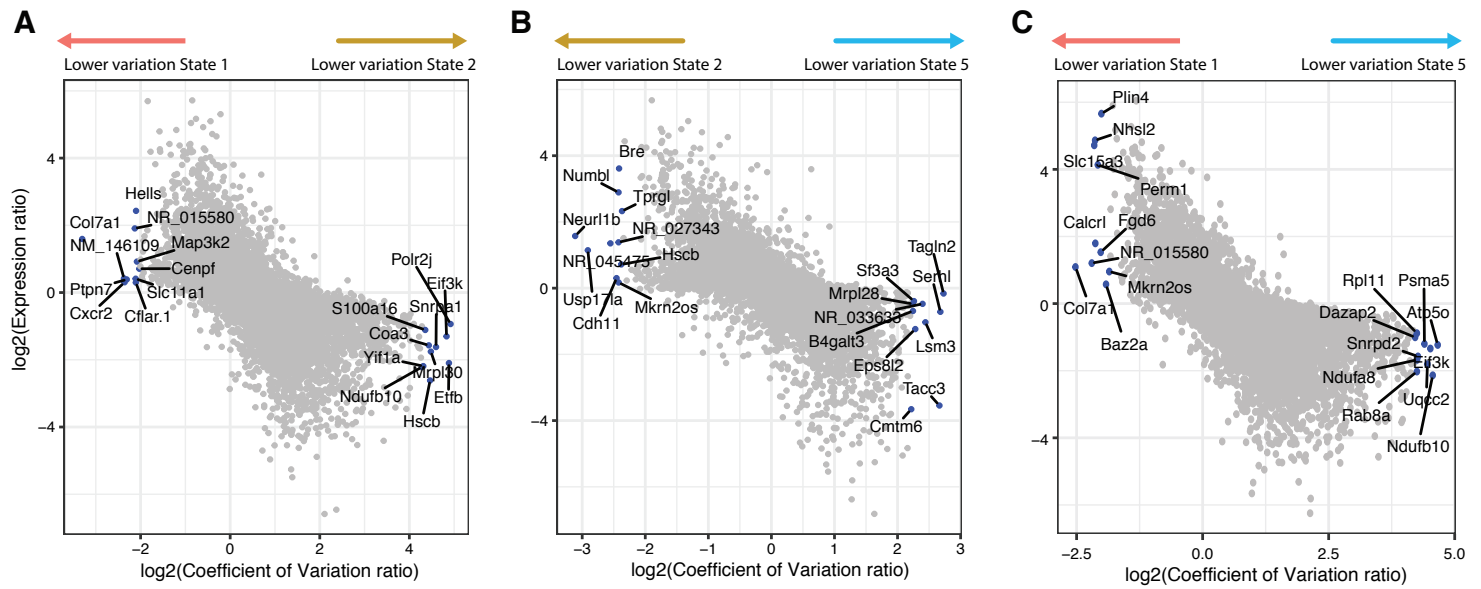 A
B
C
Lower variation State 1
Lower variation State 2
Lower variation State 2
Lower variation State 5
Lower variation State 1
Lower variation State 5
log2(Expression ratio)
4
0
−4
Hells
Col7a1
NR_015580
NM_146109
Map3k2
Cenpf
Ptpn7
Slc11a1
Cxcr2
Cflar.1
Polr2j
Eif3k
S100a16
Snrpa1
Coa3
Yif1a
Mrpl30
Ndufb10
Etfb
Hscb
−2
0
2
4
log2(Coefficient of Variation ratio)
4
0
−4
Bre
Numbl
Tprgl
Neurl1b
NR_027343
NR_045475
Hscb
Usp17la
Mkrn2os
Cdh11
Tagln2
Sf3a3
Seml
Mrpl28
NR_033633
B4galt3
Lsm3
Eps8l2
Tacc3
Cmtm6
−3
−2
−1
0
1
2
3
log2(Coefficient of Variation ratio)
4
0
−4
Plin4
Nhsl2
Slc15a3
Perm1
Calcrl
Fgd6
NR_015580
Mkrn2os
Col7a1
Baz2a
Rpl11
Psma5
Dazap2
Atp5o
Snrpd2
Eif3k
Ndufa8
Uqcc2
Rab8a
Ndufb10
−2.5
0.0
2.5
5.0
log2(Coefficient of Variation ratio)